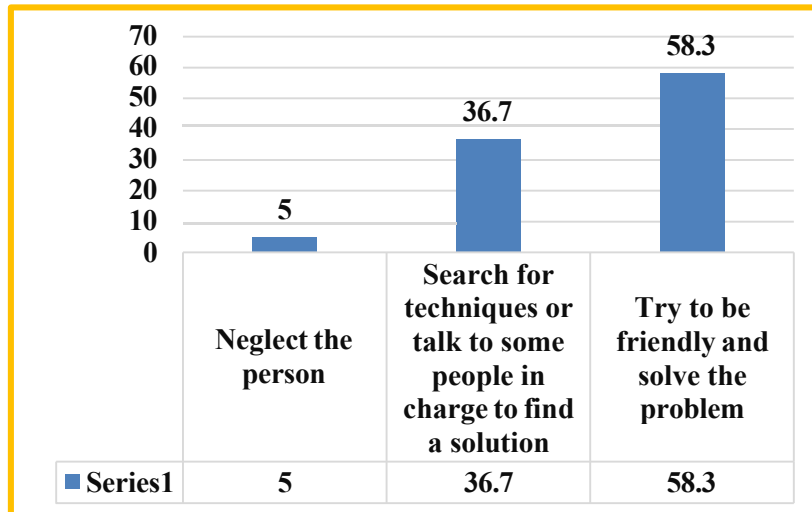 70
60
50
40
30
20
10
0
5
36.7
58.3
Neglect the
person
Search for
techniques or
talk to some
people in
charge to find
a solution
Try to be
friendly and
solve the
problem
Series1 5 36.7 58.3